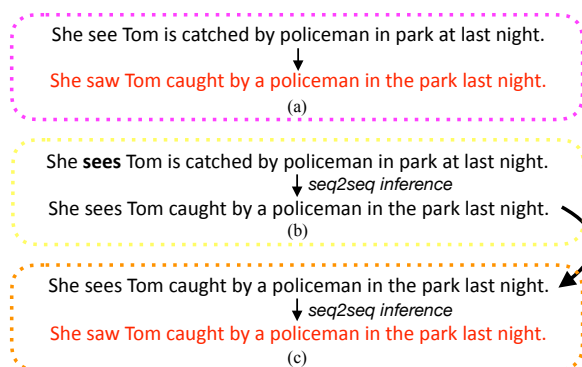 She see Tom is catched by policeman in park at last night.
She saw Tom caught by a policeman in the park last night.
(a)
She sees Tom is catched by policeman in park at last night.
seq2seq inference
She sees Tom caught by a policeman in the park last night.
(b)
She sees Tom caught by a policeman in the park last night.
seq2seq inference
She saw Tom caught by a policeman in the park last night.
(c)